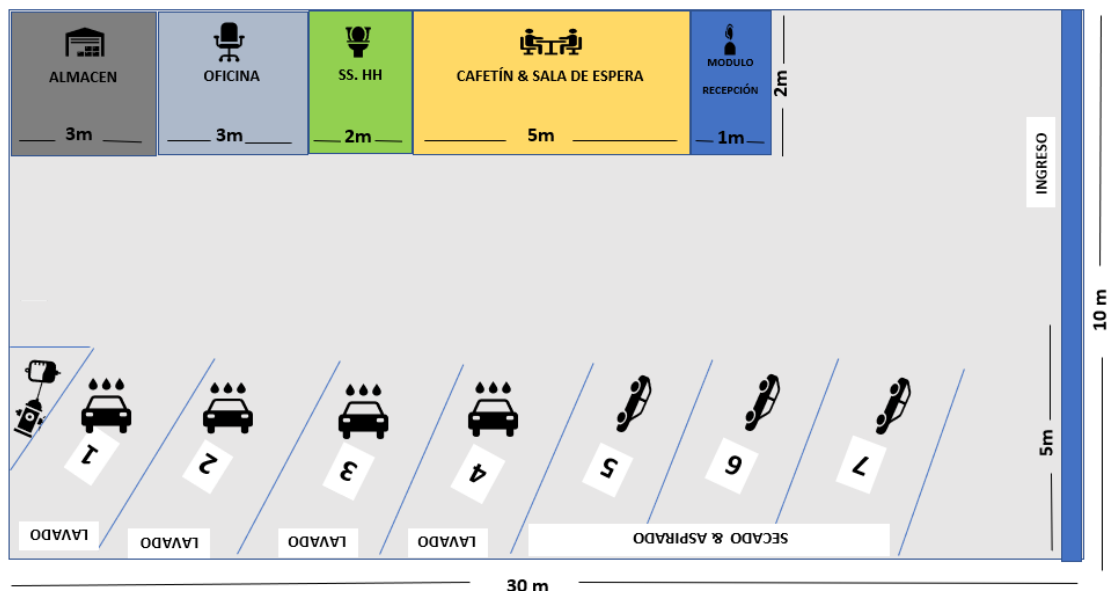 ALMACEN
3m
OFICINA
3m
SS. HH
2m
CAFETÍN & SALA DE ESPERA
5m
MODULO
RECEPCIÓN
1m
2m
INGRESO
10 m
5m
1
2
3
4
5
6
7
LAVADO
LAVADO
LAVADO
LAVADO
SECADO & ASPIRADO
30 m